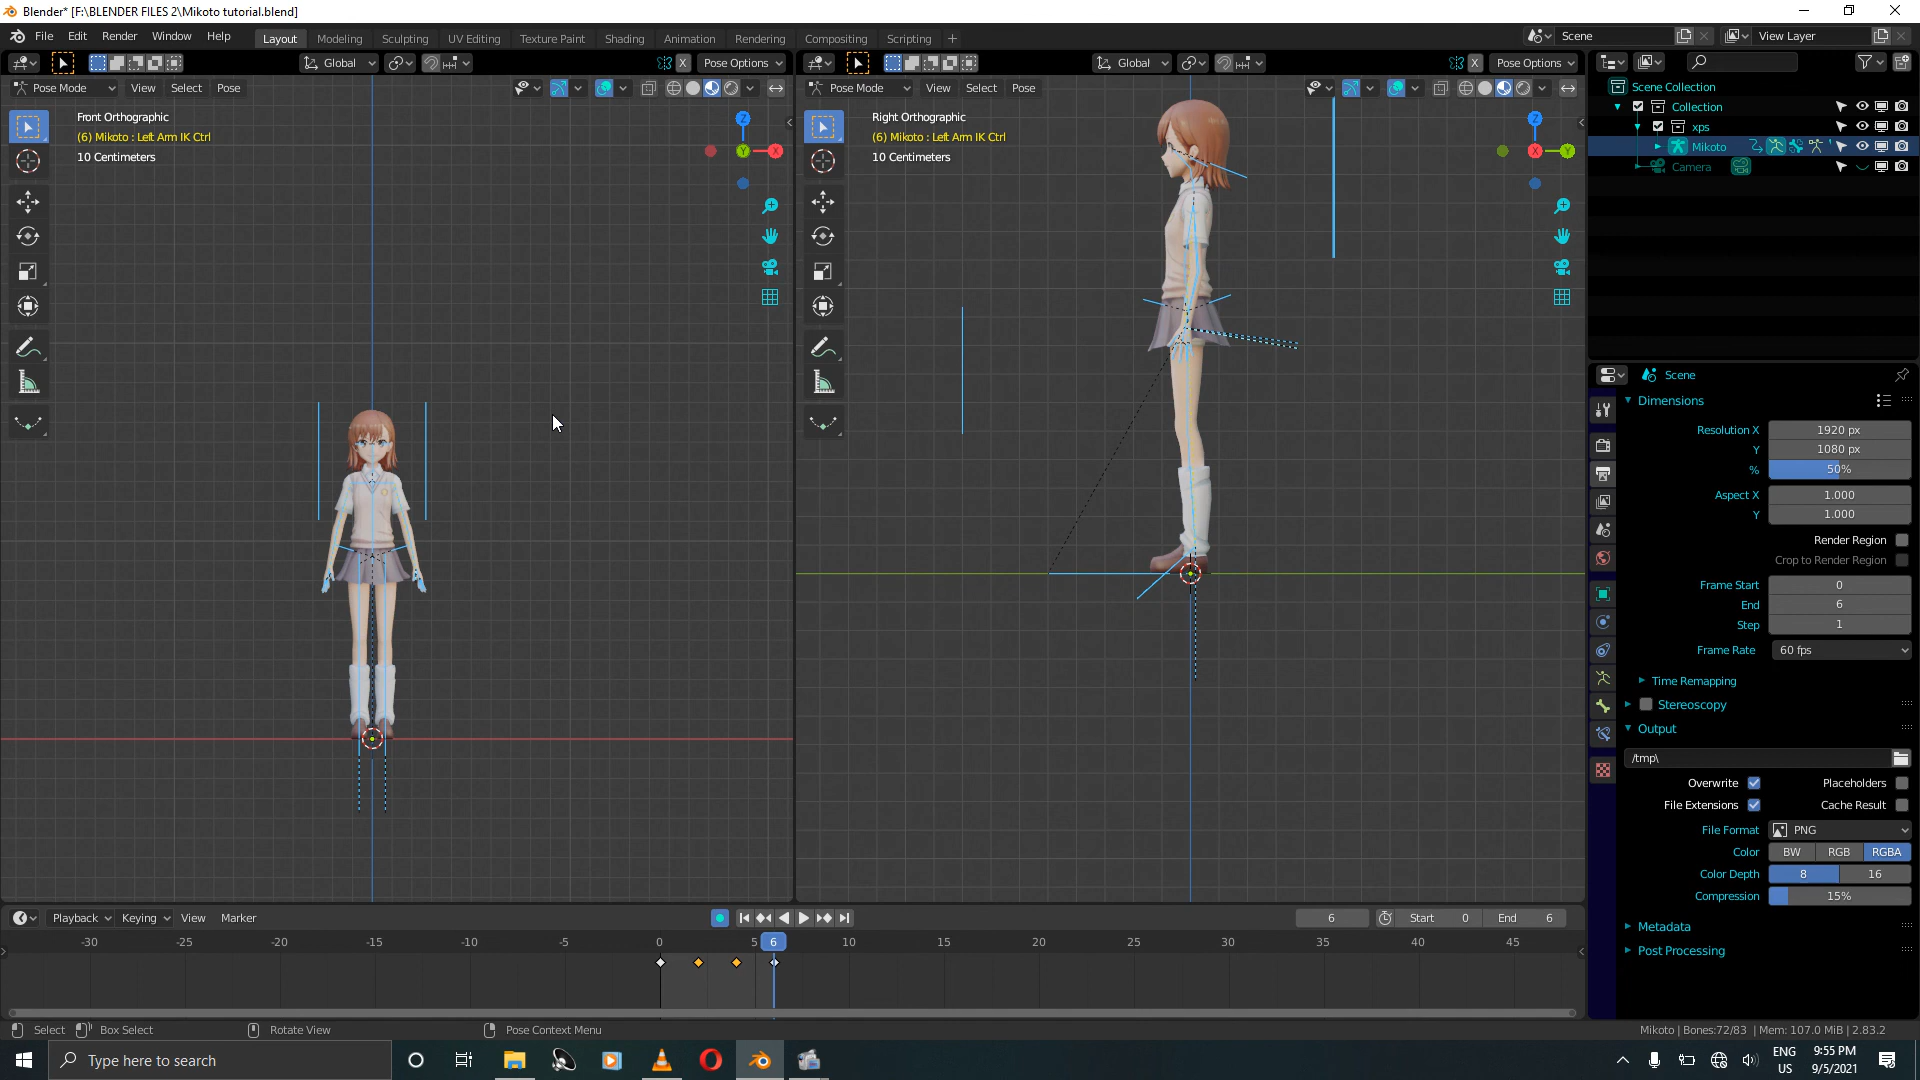 Blender* [F:\BLENDER FILES 2\Mikoto tutorial.blend]
File Edit Render Window Help
Layout Modeling Sculpting UV Editing Texture Paint Shading Animation Rendering Compositing Scripting
Scene
View Layer
Global
X
Pose Options
Global
X
Pose Options
Pose Mode View Select Pose
Pose Mode View Select Pose
Front Orthographic
(6) Mikoto : Left Arm IK Ctrl
10 Centimeters
Z
Y
X
Right Orthographic
(6) Mikoto : Left Arm IK Ctrl
10 Centimeters
Z
X
Y
Scene Collection
Collection
xps
Mikoto
Camera
Scene
Dimensions
Resolution X 1920 px
Y 1080 px
% 50%
Aspect X 1.000
Y 1.000
Render Region
Crop to Render Region
Frame Start 0
End 6
Step 1
Frame Rate 60 fps
Time Remapping
Stereoscopy
Output
/tmp\
Overwrite Placeholders
File Extensions Cache Result
File Format PNG
Color BW RGB RGBA
Color Depth 8 16
Compression 15%
Metadata
Post Processing
Playback Keying View Marker
6 Start 0 End 6
-30 -25 -20 -15 -10 -5 0 5 6 10 15 20 25 30 35 40 45
Select Box Select Rotate View Pose Context Menu
Mikoto | Bones:72/83 | Mem: 107.0 MiB | 2.83.2
Type here to search
ENG
US
9:55 PM
9/5/2021